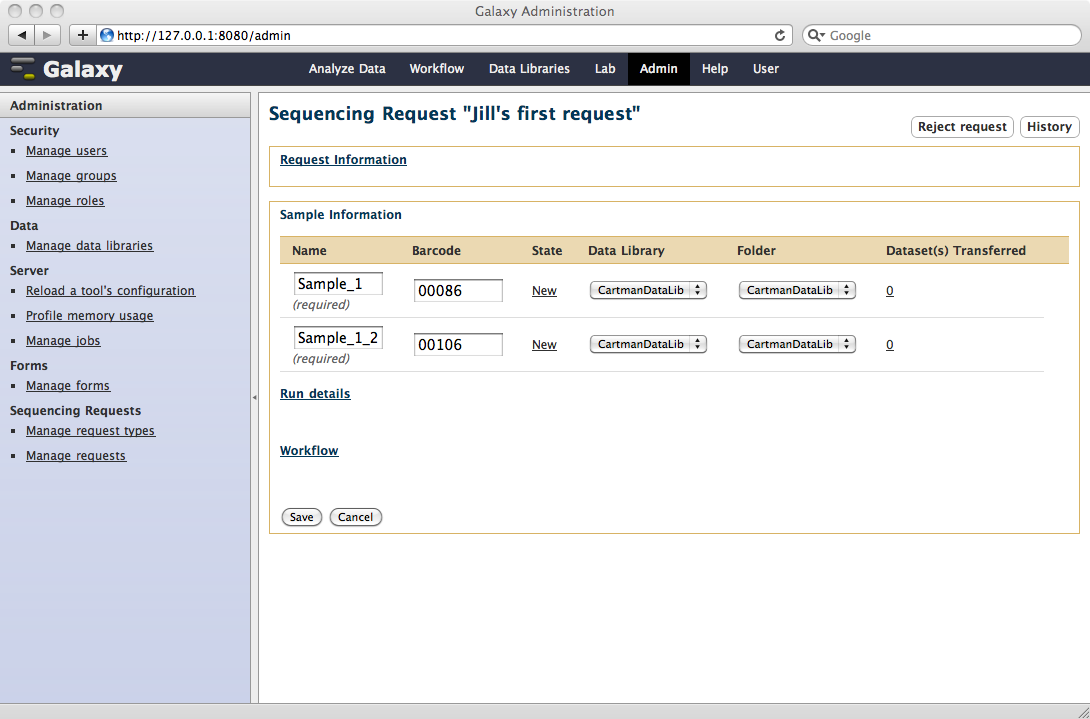 Galaxy Administration
http://127.0.0.1:8080/admin
Google
Galaxy
Analyze Data Workflow Data Libraries Lab Admin Help User
Administration
Security
Manage users
Manage groups
Manage roles
Data
Manage data libraries
Server
Reload a tool's configuration
Profile memory usage
Manage jobs
Forms
Manage forms
Sequencing Requests
Manage request types
Manage requests
Sequencing Request "Jill's first request"
Reject request History
Request Information
Sample Information
Name Barcode State Data Library Folder Dataset(s) Transferred
Sample_1 00086 New CartmanDataLib CartmanDataLib 0
(required)
Sample_1_2 00106 New CartmanDataLib CartmanDataLib 0
(required)
Run details
Workflow
Save Cancel